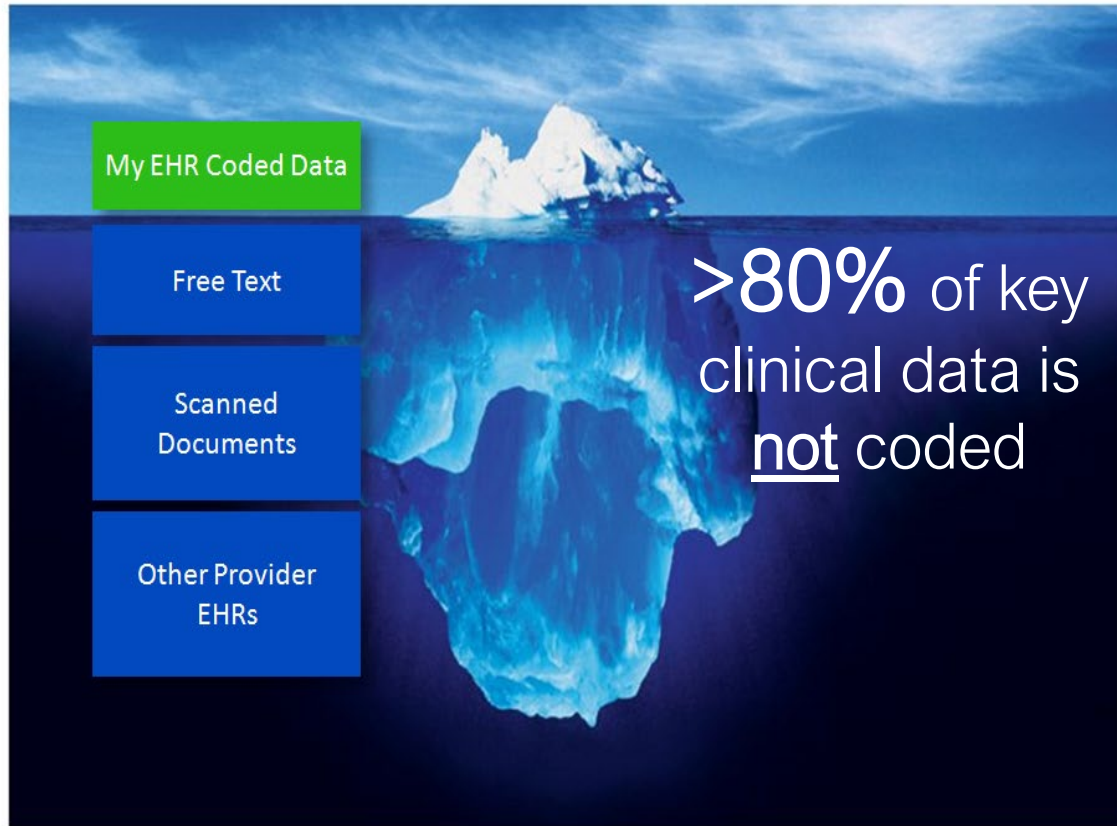 My EHR Coded Data
Free Text
Scanned
Documents
Other Provider
EHRs
>80% of key
clinical data is
not coded